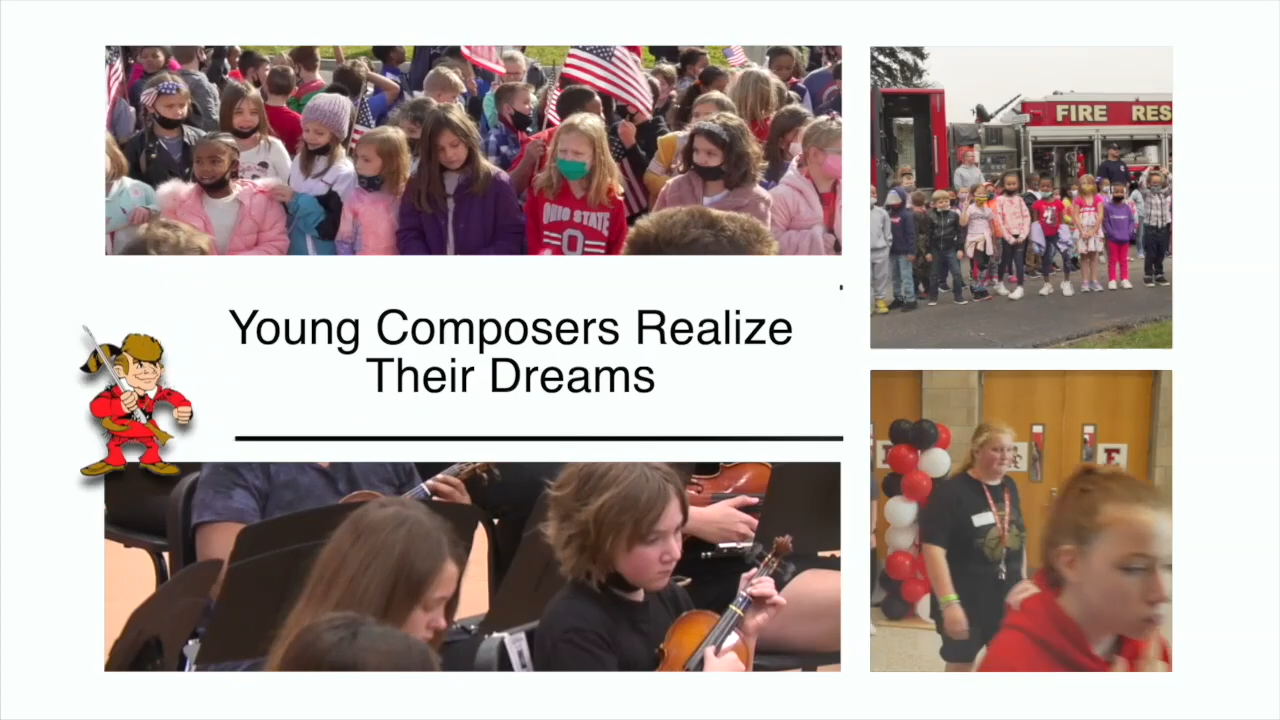 FIRE RES
OHIO STATE
O
Young Composers Realize
Their Dreams
R
E